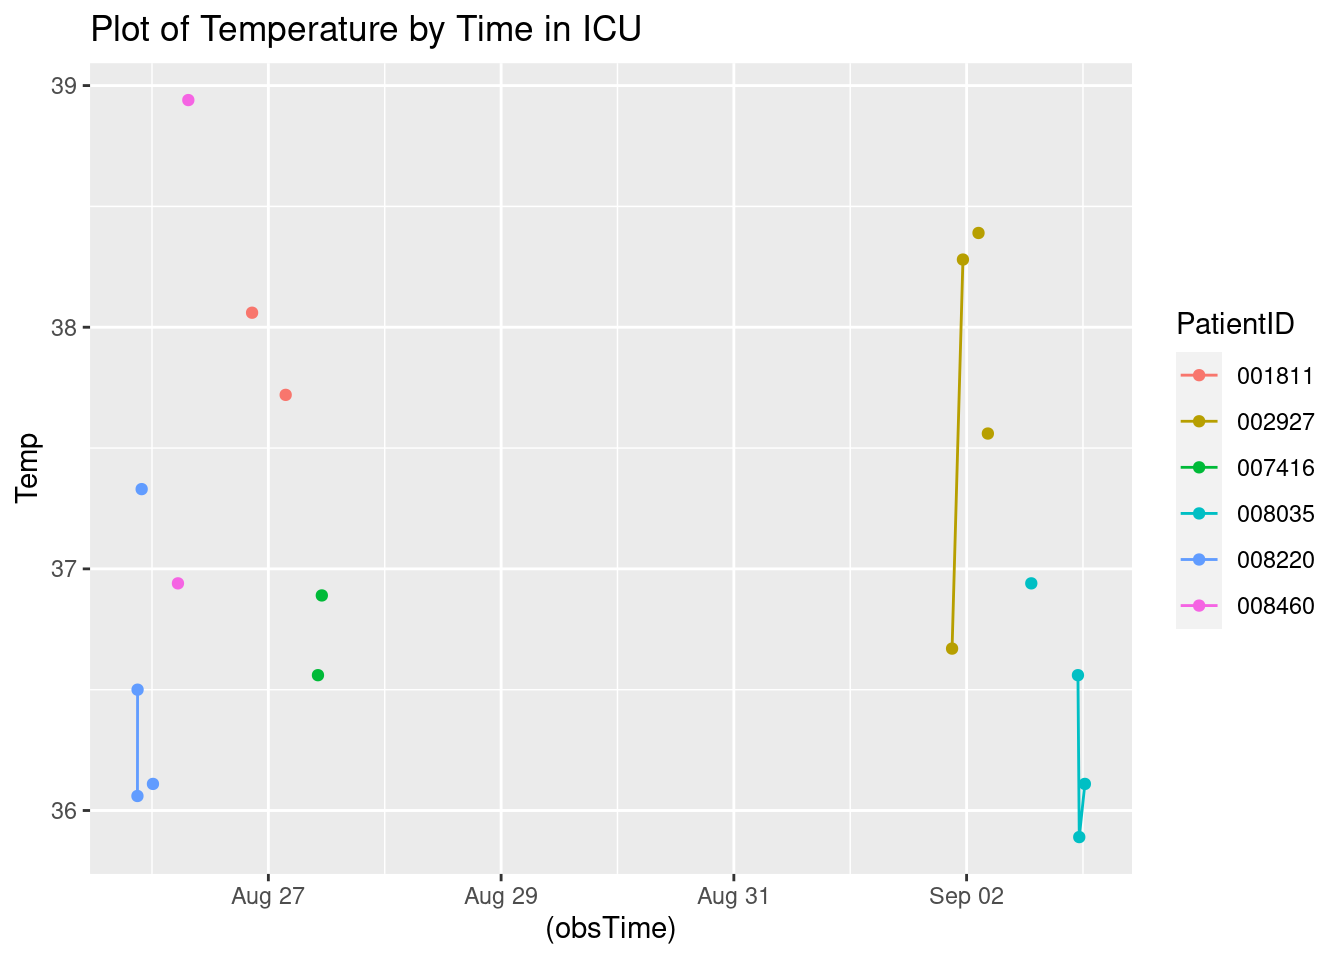 Plot of Temperature by Time in ICU
39
38
37
36
Temp
Aug 27 Aug 29 Aug 31 Sep 02
(obsTime)
PatientID
001811
002927
007416
008035
008220
008460